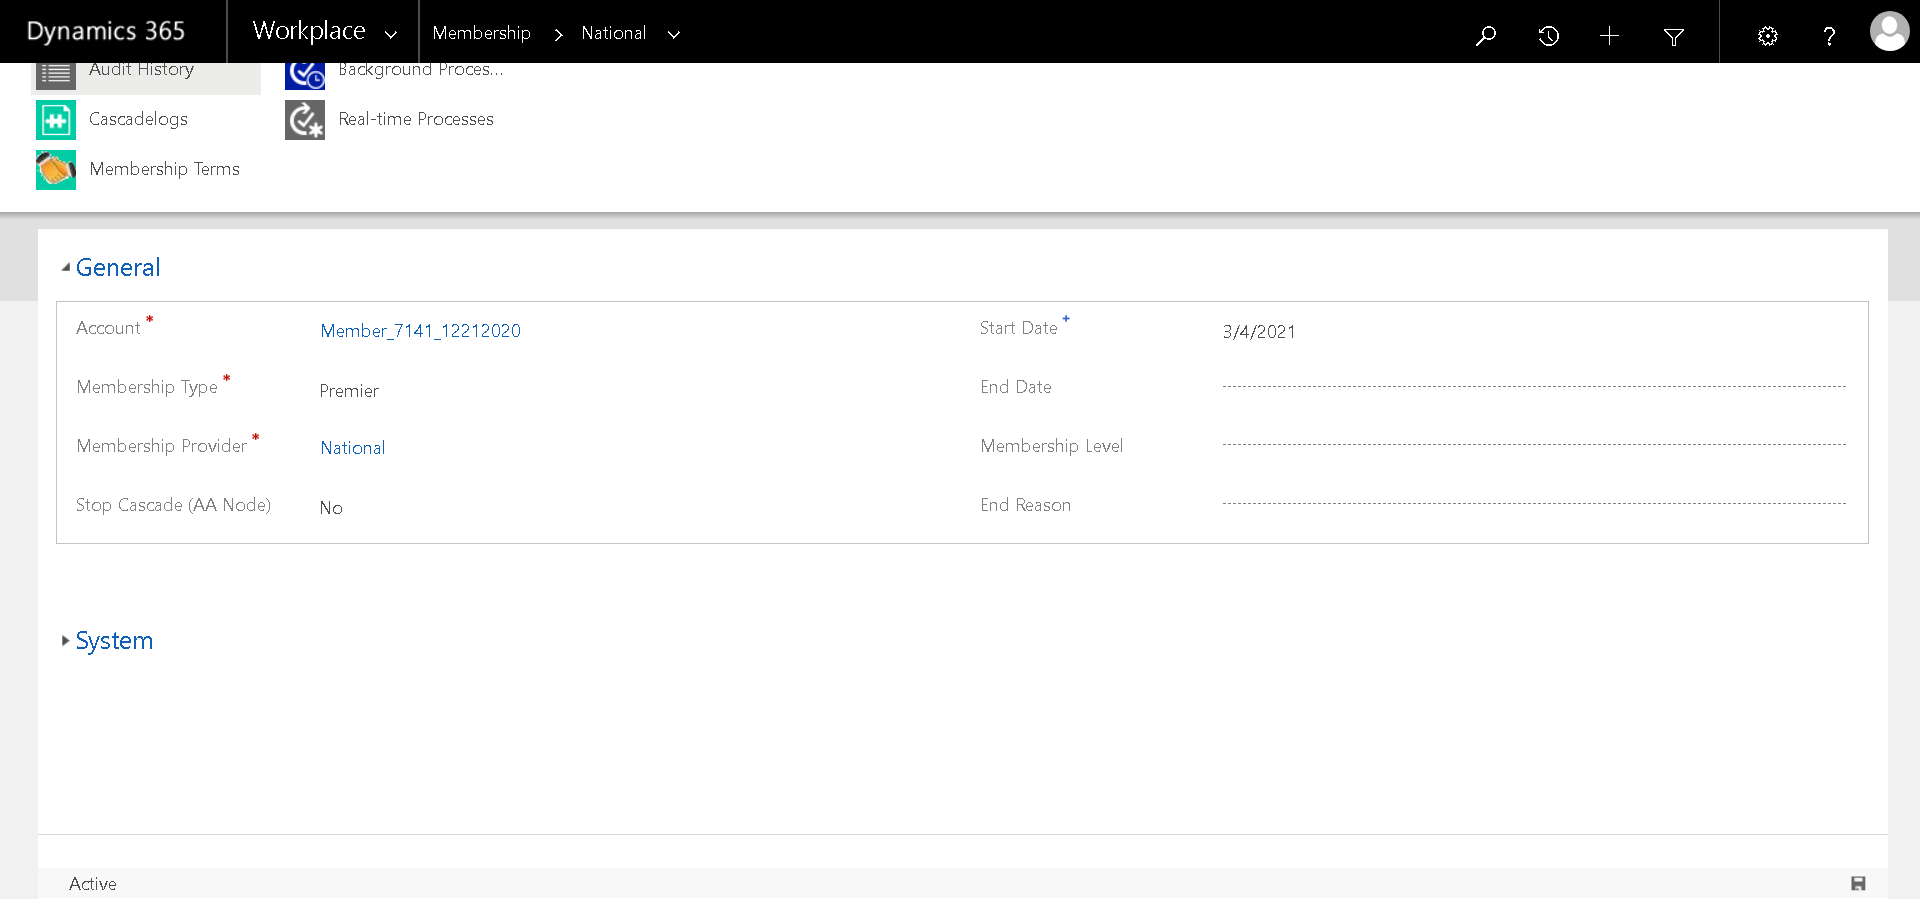 Dynamics 365 Workplace Membership National
Audit History Background Proces...
Cascadelogs Real-time Processes
Membership Terms
General
Account * Member_7141_12212020 Start Date + 3/4/2021
Membership Type * Premier End Date
Membership Provider * National Membership Level
Stop Cascade (AA Node) No End Reason
System
Active